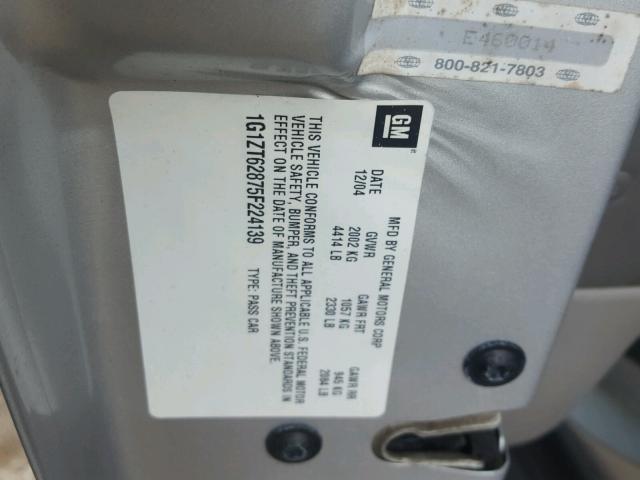 E460014
800-821-7803
GM
MFD BY GENERAL MOTORS CORP
DATE GVWR GAWR FRT GAWR RR
12/04 2002 KG 1057 KG 945 KG
4414 LB 2330 LB 2084 LB
THIS VEHICLE CONFORMS TO ALL APPLICABLE U.S. FEDERAL MOTOR
VEHICLE SAFETY, BUMPER, AND THEFT PREVENTION STANDARDS IN
EFFECT ON THE DATE OF MANUFACTURE SHOWN ABOVE.
1G1ZT62875F224139 TYPE: PASS CAR